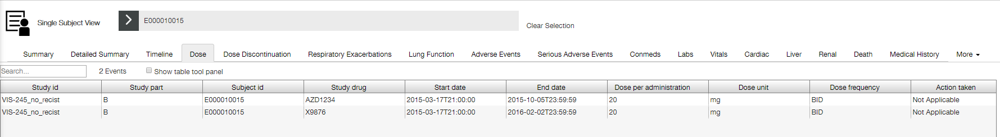 Single Subject View
E000010015
Clear Selection
Summary Detailed Summary Timeline Dose Dose Discontinuation Respiratory Exacerbations Lung Function Adverse Events Serious Adverse Events Conmeds Labs Vitals Cardiac Liver Renal Death Medical History More
Search... 2 Events Show table tool panel
Study id Study part Subject id Study drug Start date End date Dose per administration Dose unit Dose frequency Action taken
VIS-245_no_recist B E000010015 AZD1234 2015-03-17T21:00:00 2015-10-05T23:59:59 20 mg BID Not Applicable
VIS-245_no_recist B E000010015 X9876 2015-03-17T21:00:00 2016-02-02T23:59:59 20 mg BID Not Applicable